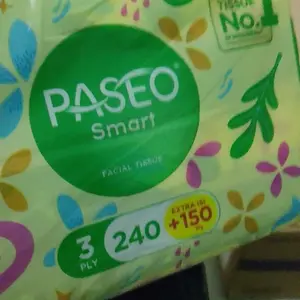 TISSUE
No.1
PASEO
Smart
FACIAL TISSUE
3
PLY
240
EXTRA ISI
+150